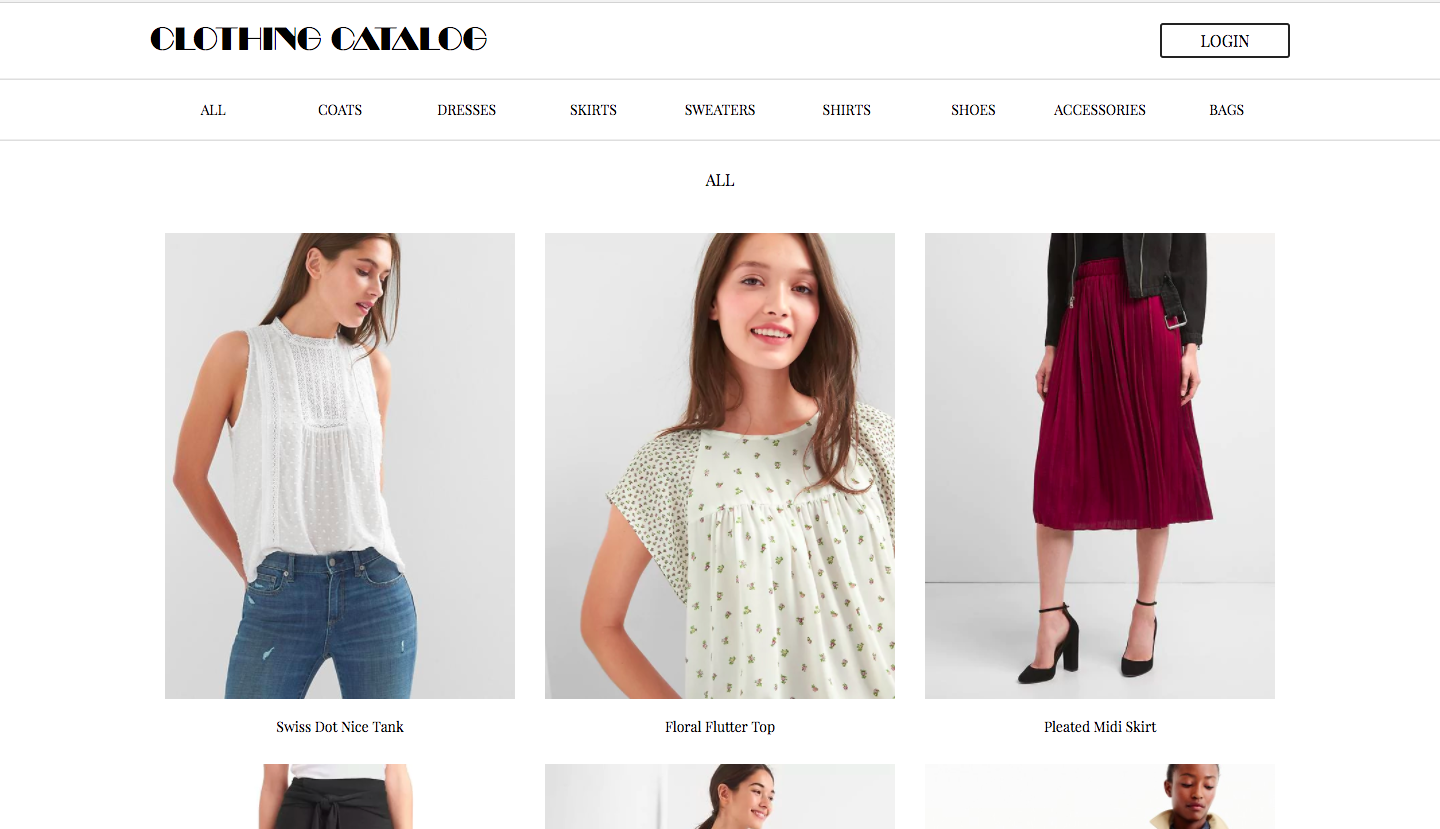 CLOTHING CATALOG
LOGIN
ALL COATS DRESSES SKIRTS SWEATERS SHIRTS SHOES ACCESSORIES BAGS
ALL
Swiss Dot Nice Tank
Floral Flutter Top
Pleated Midi Skirt